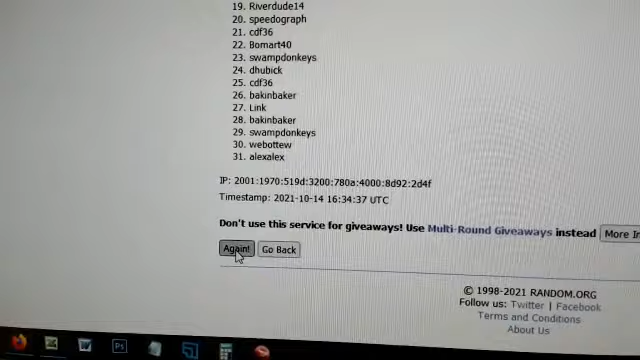 19. Riverdude14
20. speedograph
21. cdf36
22. Bomart40
23. swampdonkeys
24. dhubick
25. cdf36
26. bakinbaker
27. Link
28. bakinbaker
29. swampdonkeys
30. webottew
31. alexalex
IP: 2001:1970:519d:3200:780a:4000:8d92:2d4f
Timestamp: 2021-10-14 16:34:37 UTC
Don't use this service for giveaways! Use Multi-Round Giveaways instead More In
Again! Go Back
© 1998-2021 RANDOM.ORG
Follow us: Twitter | Facebook
Terms and Conditions
About Us